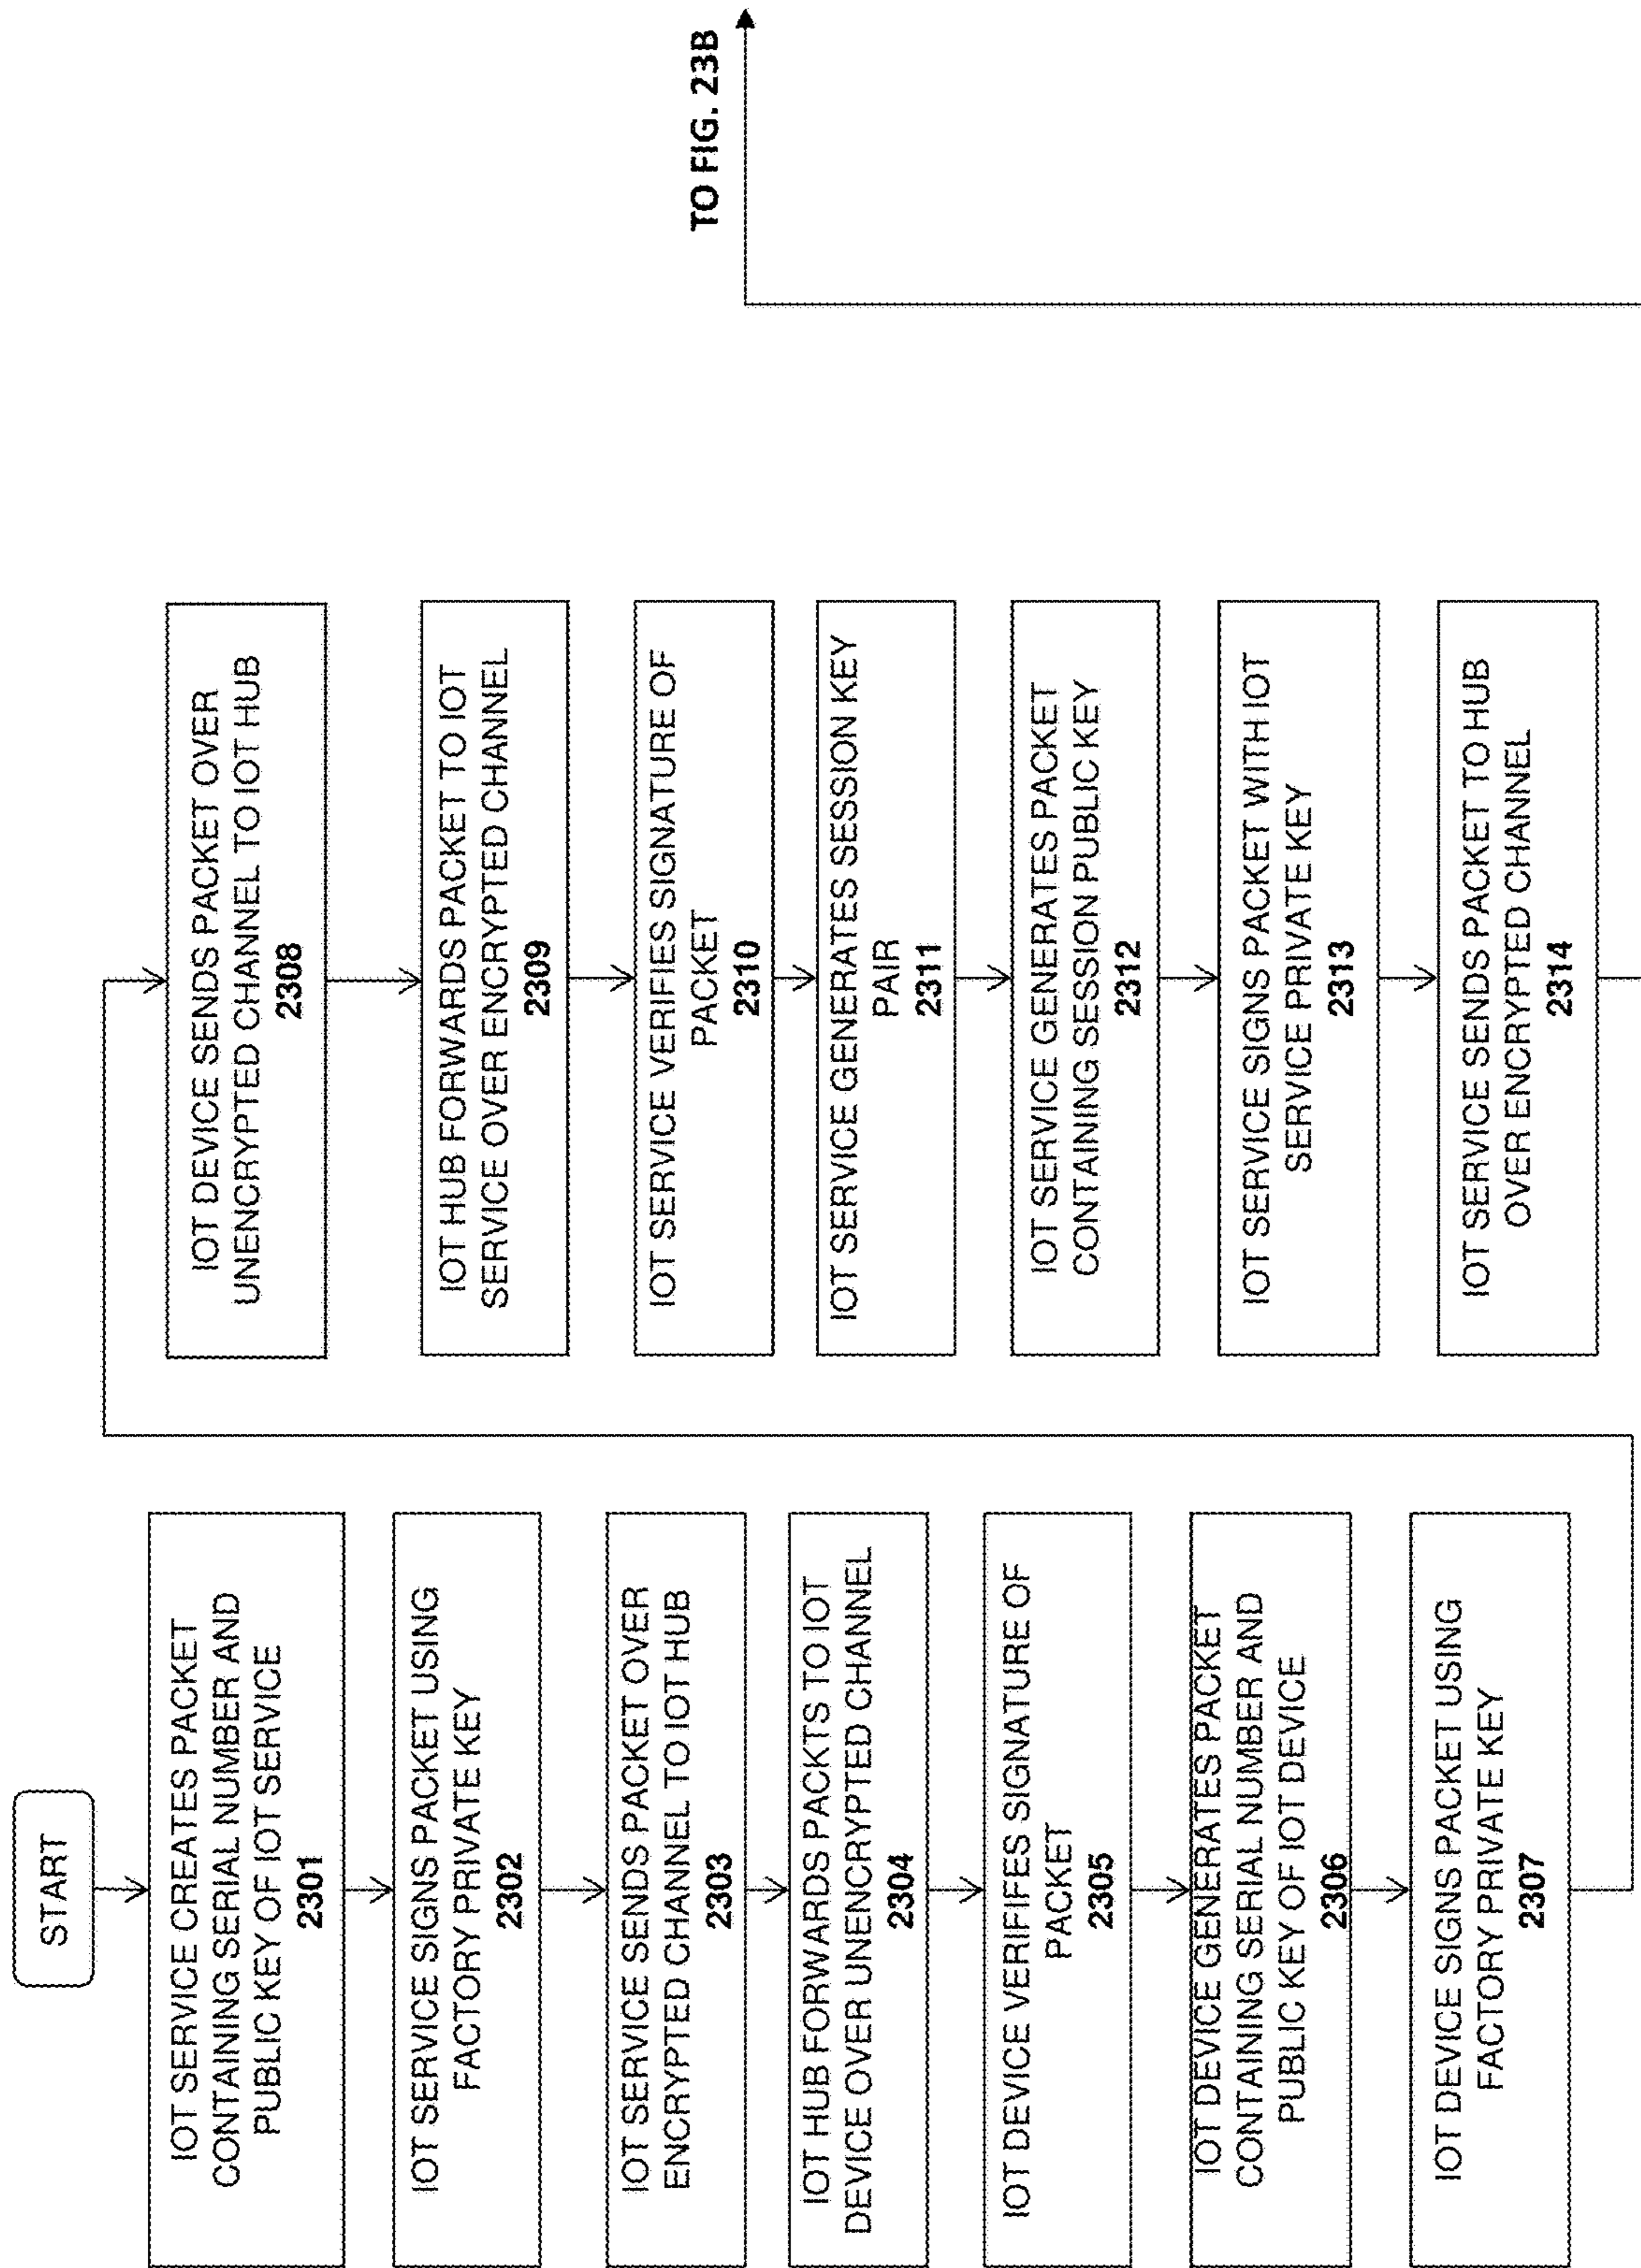 START
IOT SERVICE CREATES PACKET
CONTAINING SERIAL NUMBER AND
PUBLIC KEY OF IOT SERVICE
2301
IOT SERVICE SIGNS PACKET USING
FACTORY PRIVATE KEY
2302
IOT SERVICE SENDS PACKET OVER
ENCRYPTED CHANNEL TO IOT HUB
2303
IOT HUB FORWARDS PACKTS TO IOT
DEVICE OVER UNENCRYPTED CHANNEL
2304
IOT DEVICE VERIFIFES SIGNATURE OF
PACKET
2305
IOT DEVICE GENERATES PACKET
CONTAINING SERIAL NUMBER AND
PUBLIC KEY OF IOT DEVICE
2306
IOT DEVICE SIGNS PACKET USING
FACTORY PRIVATE KEY
2307
IOT DEVICE SENDS PACKET OVER
UNENCRYPTED CHANNEL TO IOT HUB
2308
IOT HUB FORWARDS PACKET TO IOT
SERVICE OVER ENCRYPTED CHANNEL
2309
IOT SERVICE VERIFIES SIGNATURE OF
PACKET
2310
IOT SERVICE GENERATES SESSION KEY
PAIR
2311
IOT SERVICE GENERATES PACKET
CONTAINING SESSION PUBLIC KEY
2312
IOT SERVICE SIGNS PACKET WITH IOT
SERVICE PRIVATE KEY
2313
IOT SERVICE SENDS PACKET TO HUB
OVER ENCRYPTED CHANNEL
2314
TO FIG. 23B